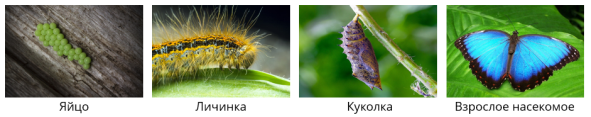 Яйцо
Личинка
Куколка
Взрослое насекомое